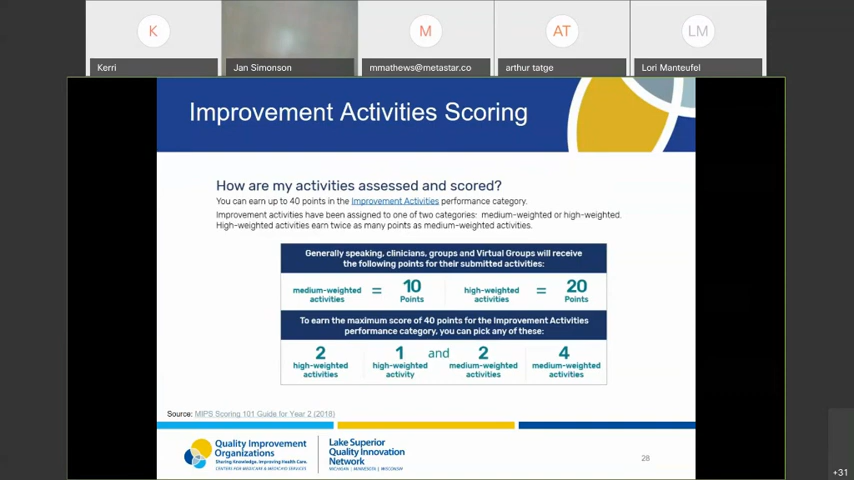 K
M
AT
LM
Kerri
Jan Simonson
mmathews@metastar.co
arthur tatge
Lori Manteufel
Improvement Activities Scoring
How are my activities assessed and scored?
You can earn up to 40 points in the Improvement Activities performance category.
Improvement activities have been assigned to one of two categories: medium-weighted or high-weighted.
High-weighted activities earn twice as many points as medium-weighted activities.
Generally speaking, clinicians, groups and Virtual Groups will receive
the following points for their submitted activities:
medium-weighted activities = 10 Points
high-weighted activities = 20 Points
To earn the maximum score of 40 points for the Improvement Activities
performance category, you can pick any of these:
2 high-weighted activities
1 high-weighted activity and 2 medium-weighted activities
4 medium-weighted activities
Source: MIPS Scoring 101 Guide for Year 2 (2018)
Quality Improvement
Organizations
Sharing Knowledge. Improving Health Care.
CENTERS FOR MEDICARE & MEDICAID SERVICES
Lake Superior
Quality Innovation
Network
MICHIGAN | MINNESOTA | WISCONSIN
28
+31